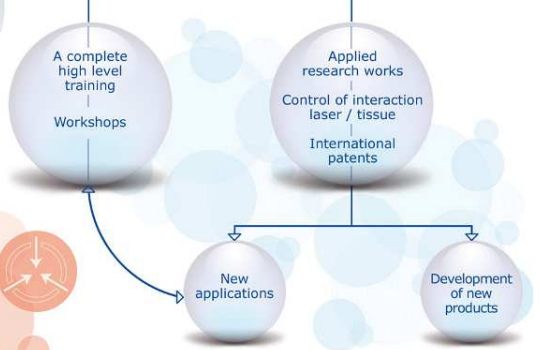 A complete
high level
training
Workshops
Applied
research works
Control of interaction
laser / tissue
International
patents
New
applications
Development
of new
products